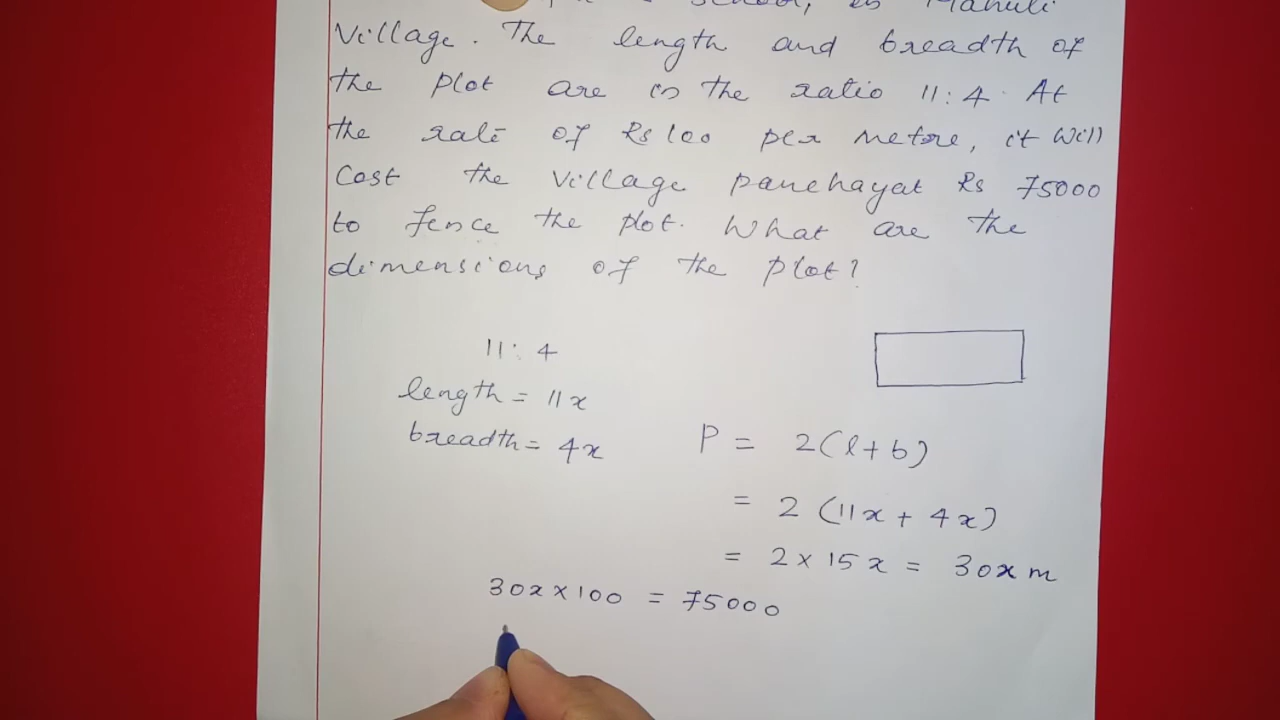 school, in Mahuli
Village. The length and breadth of
the plot are in the ratio 11:4. At
the rate of Rs 100 per metre, it will
cost the village panchayat Rs 75000
to fence the plot. What are the
dimensions of the plot?
11:4
length = 11x
breadth = 4x
P = 2(l+b)
= 2 (11x + 4x)
= 2 × 15x = 30x m
30x × 100 = 75000